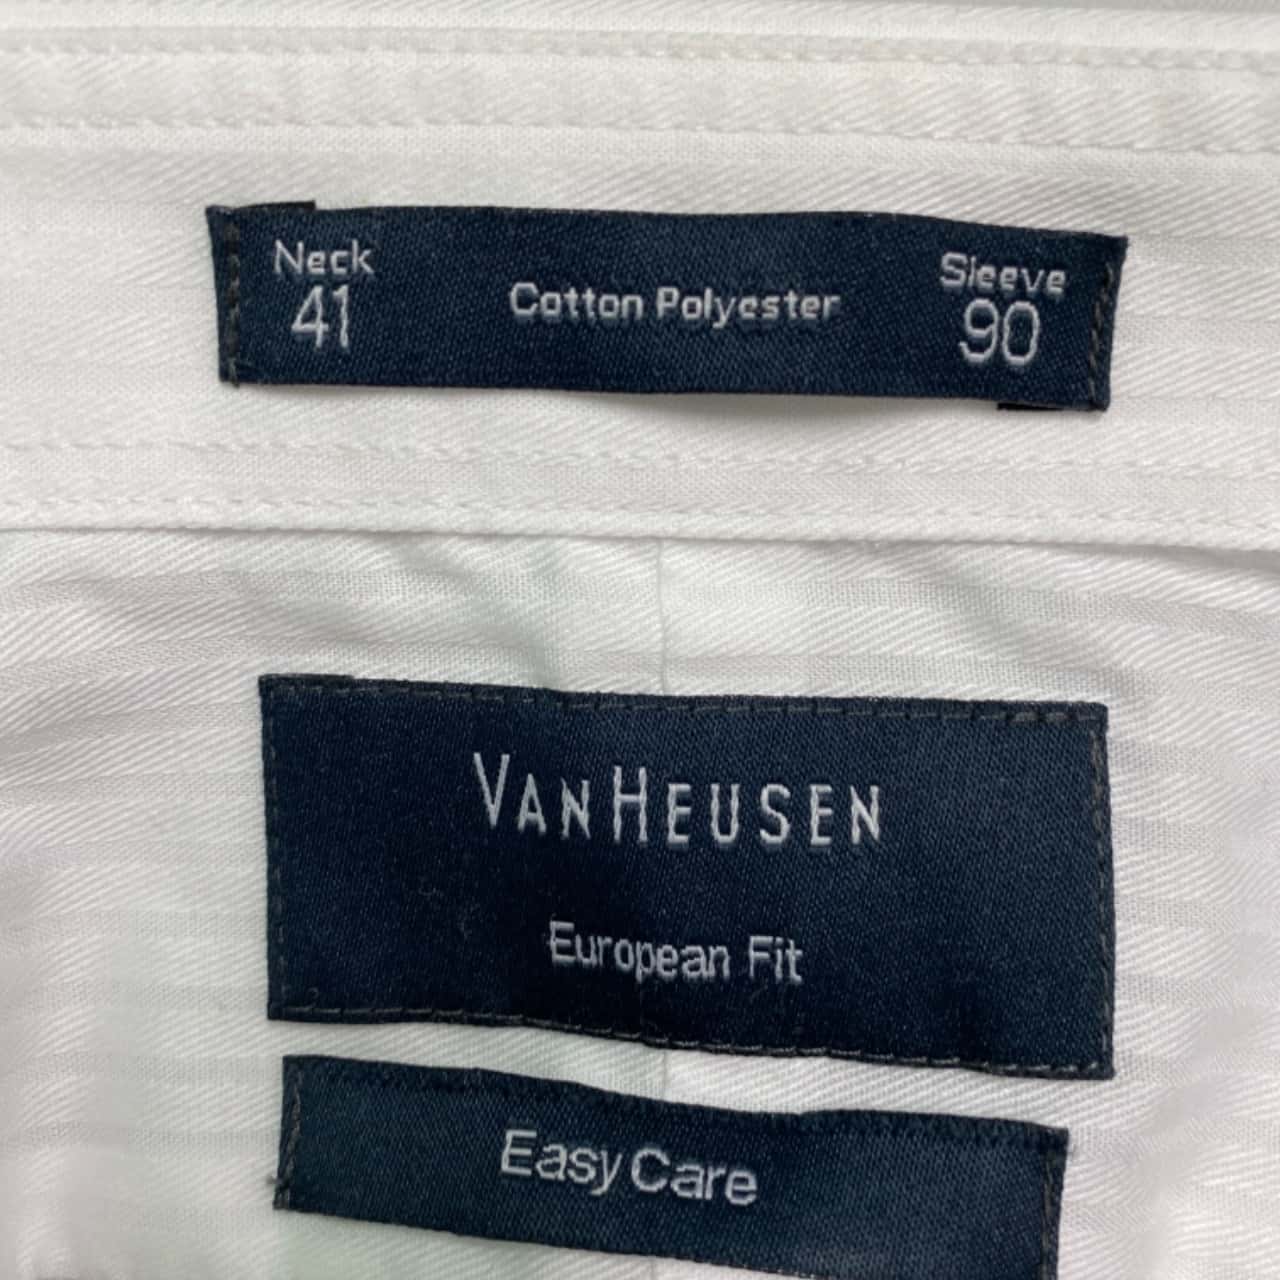 Neck
41
Cotton Polyester
Sleeve
90
VANHEUSEN
European Fit
Easy Care